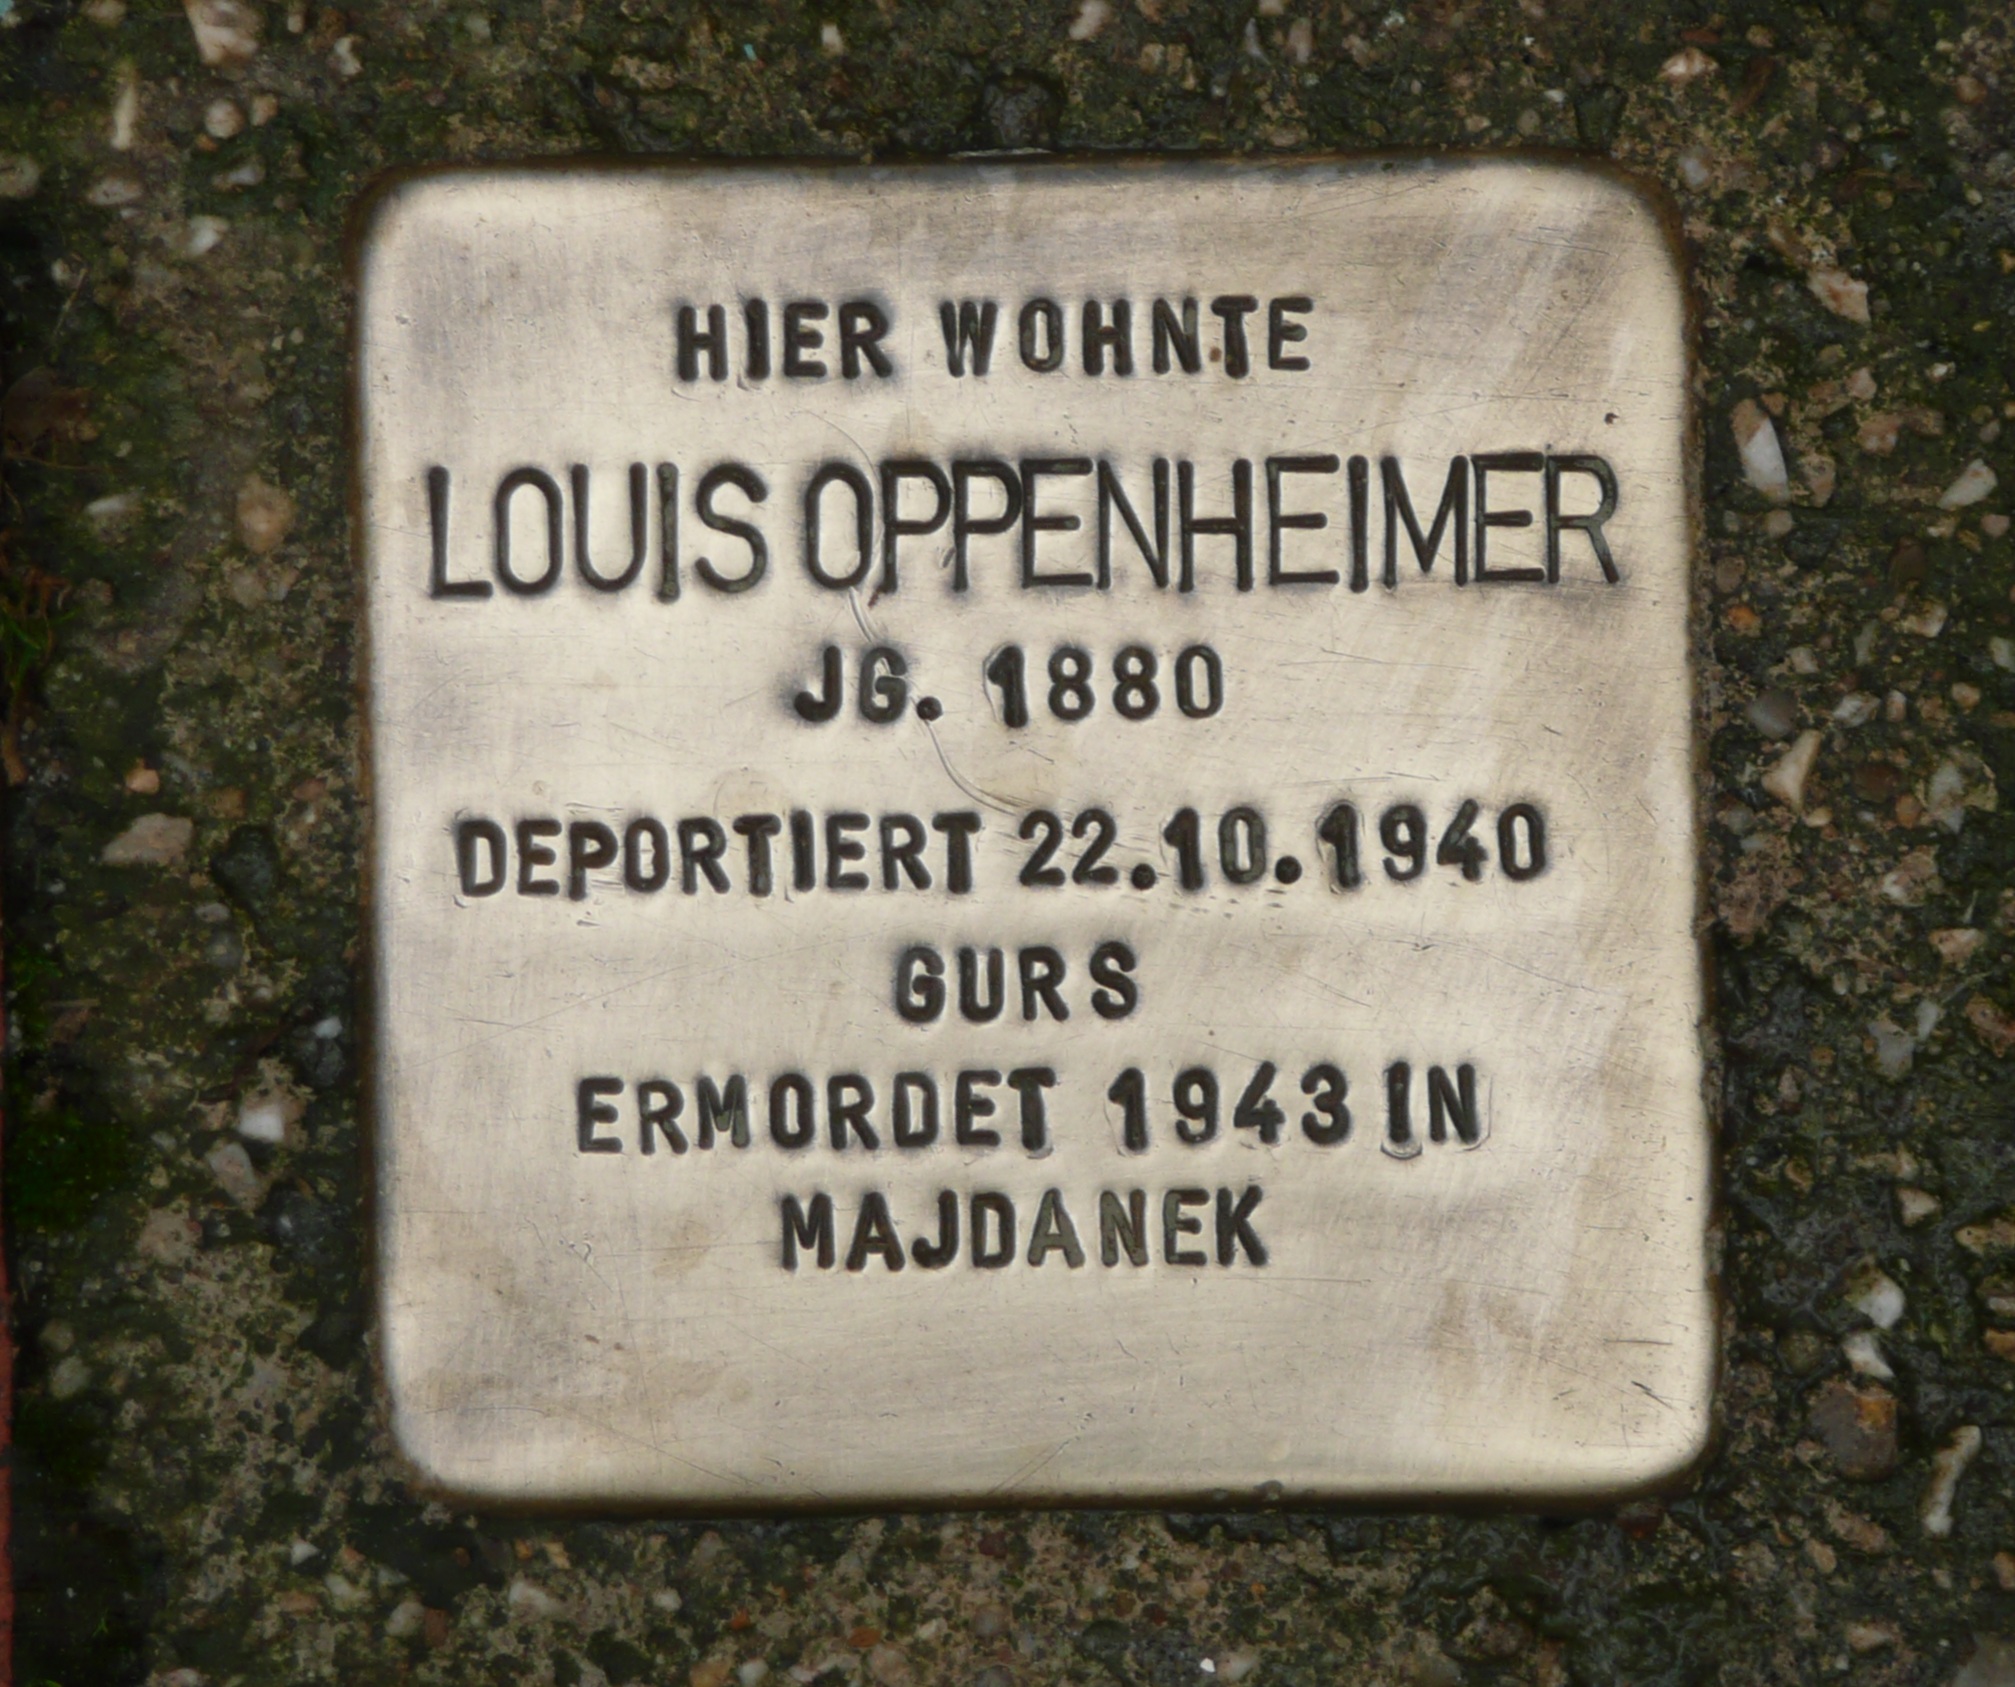 HIER WOHNTE
LOUIS OPPENHEIMER
JG. 1880
DEPORTIERT 22.10.1940
GURS
ERMORDET 1943 IN
MAJDANEK